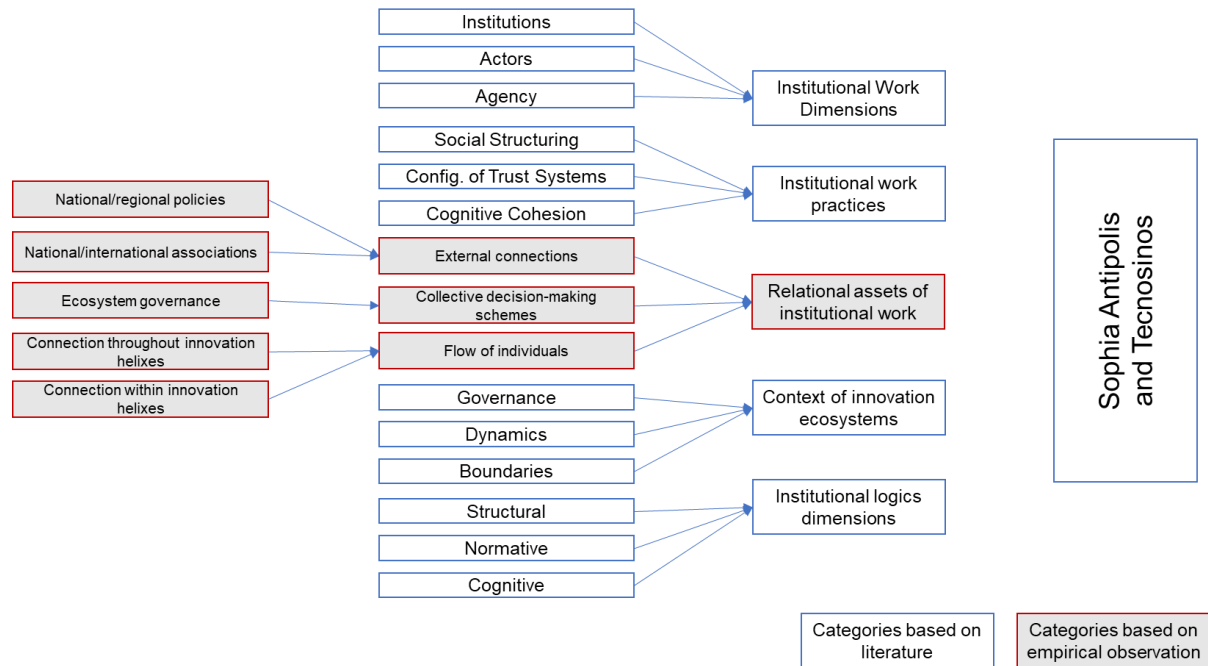 Institutions
Actors
Agency
Institutional Work
Dimensions
Social Structuring
Config. of Trust Systems
Cognitive Cohesion
Institutional work
practices
National/regional policies
National/international associations
Ecosystem governance
Connection throughout innovation
helixes
Connection within innovation
helixes
External connections
Collective decision-making
schemes
Flow of individuals
Relational assets of
institutional work
Governance
Dynamics
Boundaries
Context of innovation
ecosystems
Structural
Normative
Cognitive
Institutional logics
dimensions
Sophia Antipolis
and Tecnosinos
Categories based on
literature
Categories based on
empirical observation